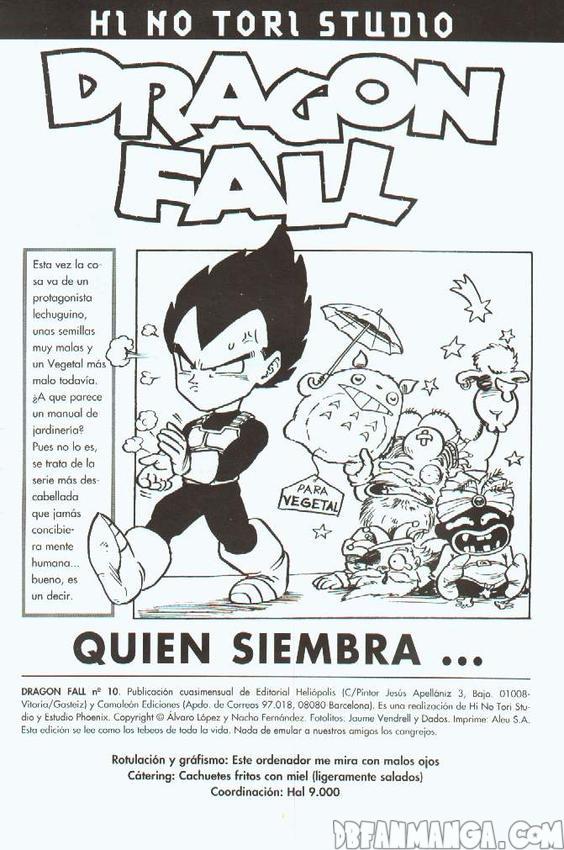 HI NO TORI STUDIO
DRAGON
FALL
Esta vez la co-
sa va de un
protagonista
lechuguino,
unas semillas
muy malas y
un Vegetal más
malo todavía.
¿A que parece
un manual de
jardinería?
Pues no lo es,
se trata de la
serie más des-
cabellada
que jamás
concibie-
ra mente
humana...
bueno, es
un decir.
PARA
VEGETAL
QUIEN SIEMBRA ...
DRAGON FALL nº 10. Publicación cuasimensual de Editorial Heliópolis (C/Pintor Jesús Apellániz 3, Bajo. 01008-
Vitoria/Gasteiz) y Camaleón Ediciones (Apdo. de Correos 97.018, 08080 Barcelona). Es una realización de Hi No Tori Stu-
dio y Estudio Phoenix. Copyright © Álvaro López y Nacho Fernández. Fotolitos: Jaume Vendrell y Dados. Imprime: Aleu S.A.
Esta edición se lee como los tebeos de toda la vida. Nada de emular a nuestros amigos los cangrejos.
Rotulación y gráfismo: Este ordenador me mira con malos ojos
Cátering: Cachuetes fritos con miel (ligeramente salados)
Coordinación: Hal 9.000
DBFANMANGA.COM